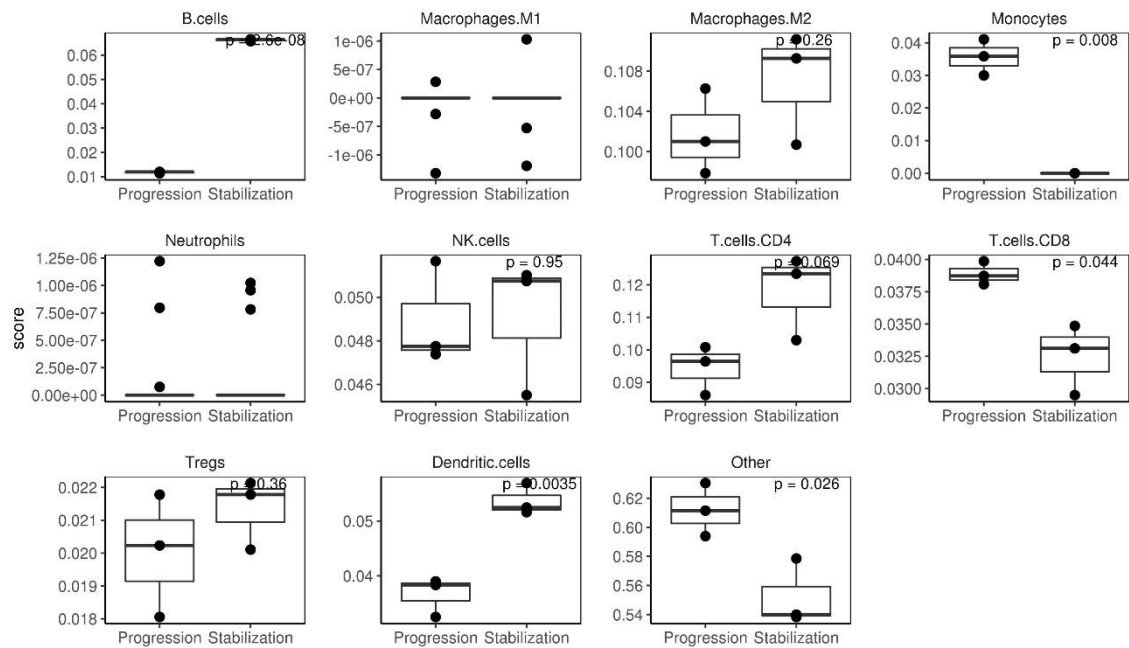 B.cells
Macrophages.M1
Macrophages.M2
Monocytes
p = 2.6e-08
p = 0.26
p = 0.008
0.06
0.05
0.04
0.03
0.02
0.01
1e-06
5e-07
0e+00
-5e-07
-1e-06
0.108
0.104
0.100
0.04
0.03
0.02
0.01
0.00
Progression Stabilization
Progression Stabilization
Progression Stabilization
Progression Stabilization
Neutrophils
NK.cells
T.cells.CD4
T.cells.CD8
p = 0.95
p = 0.069
p = 0.044
score
1.25e-06
1.00e-06
7.50e-07
5.00e-07
2.50e-07
0.00e+00
0.050
0.048
0.046
0.12
0.11
0.10
0.09
0.0400
0.0375
0.0350
0.0325
0.0300
Progression Stabilization
Progression Stabilization
Progression Stabilization
Progression Stabilization
Tregs
Dendritic.cells
Other
p = 0.36
p = 0.0035
p = 0.026
0.022
0.021
0.020
0.019
0.018
0.05
0.04
0.62
0.60
0.58
0.56
0.54
Progression Stabilization
Progression Stabilization
Progression Stabilization